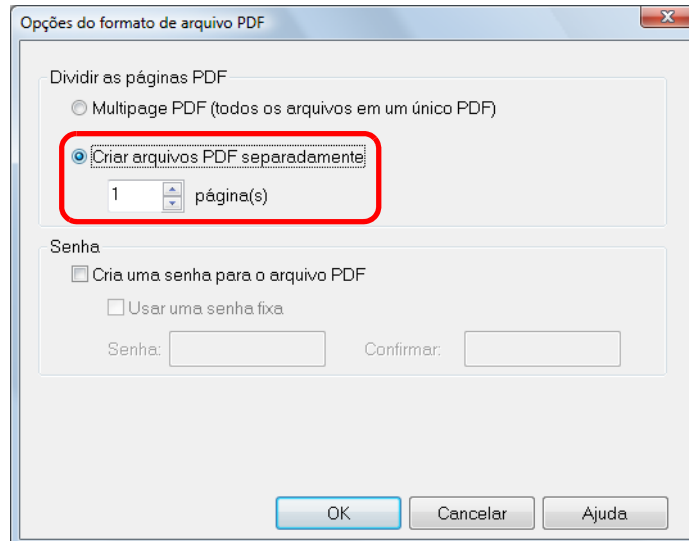 Opções do formato de arquivo PDF
Dividir as páginas PDF
Multipage PDF (todos os arquivos em um único PDF)
Criar arquivos PDF separadamente
1 página(s)
Senha
Cria uma senha para o arquivo PDF
Usar uma senha fixa
Senha: Confirmar:
OK Cancelar Ajuda